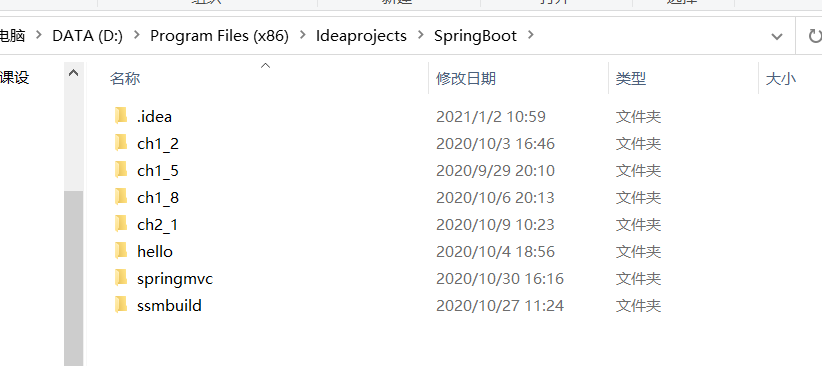 电脑 > DATA (D:) > Program Files (x86) > Ideaprojects > SpringBoot >
课设
名称 修改日期 类型 大小
.idea 2021/1/2 10:59 文件夹
ch1_2 2020/10/3 16:46 文件夹
ch1_5 2020/9/29 20:10 文件夹
ch1_8 2020/10/6 20:13 文件夹
ch2_1 2020/10/9 10:23 文件夹
hello 2020/10/4 18:56 文件夹
springmvc 2020/10/30 16:16 文件夹
ssmbuild 2020/10/27 11:24 文件夹